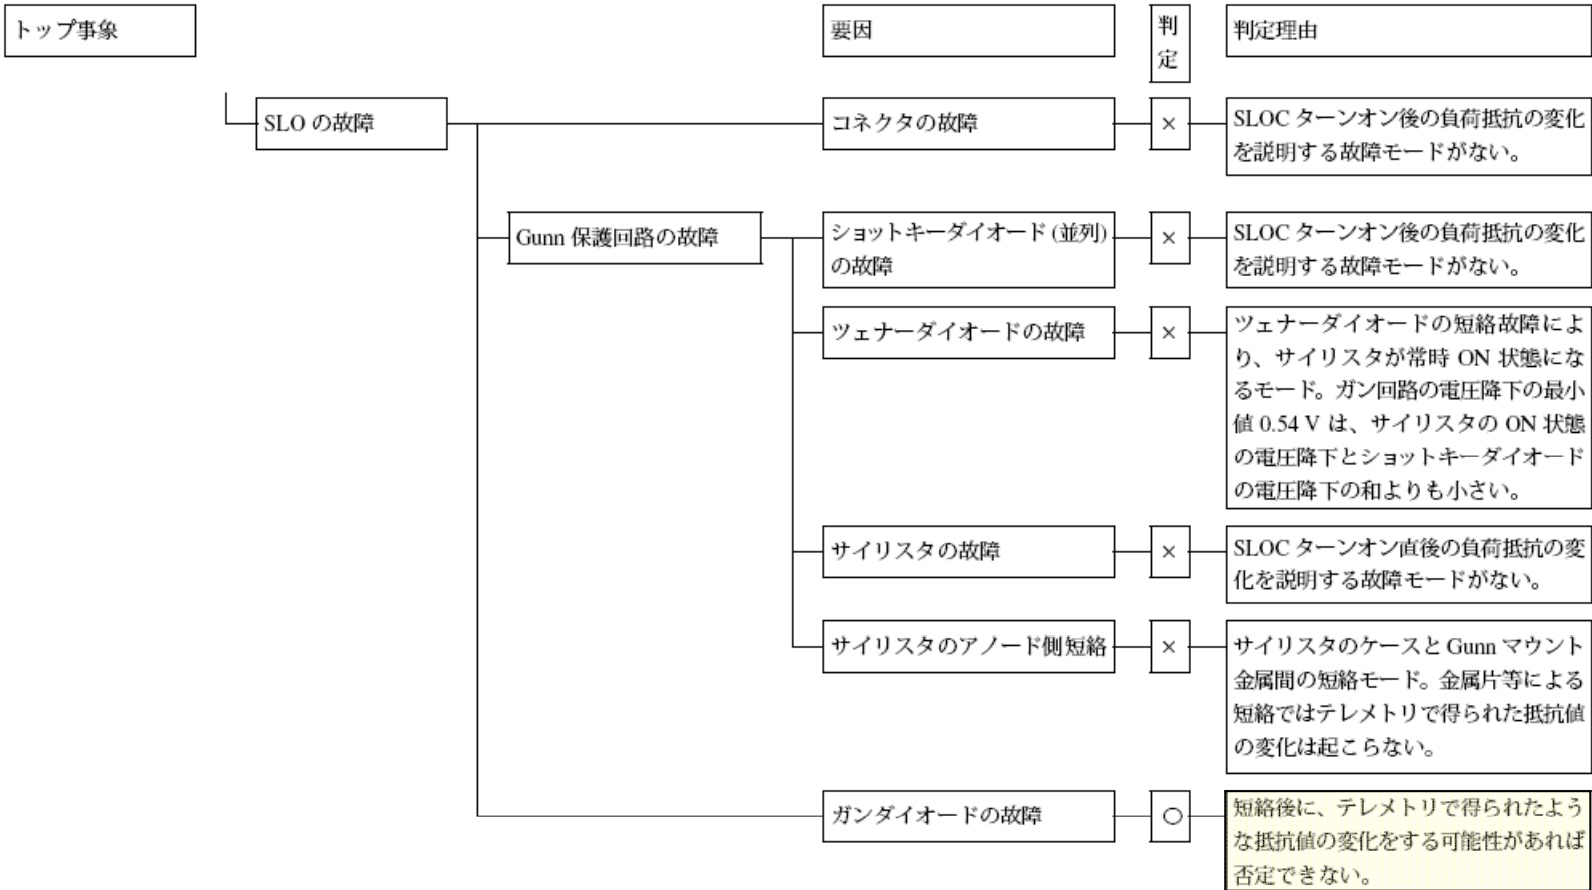 トップ事象
要因
判
定
判定理由
SLO の故障
コネクタの故障
×
SLOC ターンオン後の負荷抵抗の変化
を説明する故障モードがない。
Gunn 保護回路の故障
ショットキーダイオード (並列)
の故障
×
SLOC ターンオン後の負荷抵抗の変化
を説明する故障モードがない。
ツェナーダイオードの故障
×
ツェナーダイオードの短絡故障によ
り、サイリスタが常時 ON 状態にな
るモード。ガン回路の電圧降下の最小
値 0.54 V は、サイリスタの ON 状態
の電圧降下とショットキーダイオード
の電圧降下の和よりも小さい。
サイリスタの故障
×
SLOC ターンオン直後の負荷抵抗の変
化を説明する故障モードがない。
サイリスタのアノード側短絡
×
サイリスタのケースと Gunn マウント
金属間の短絡モード。金属片等による
短絡ではテレメトリで得られた抵抗値
の変化は起こらない。
ガンダイオードの故障
○
短絡後に、テレメトリで得られたよう
な抵抗値の変化をする可能性があれば
否定できない。